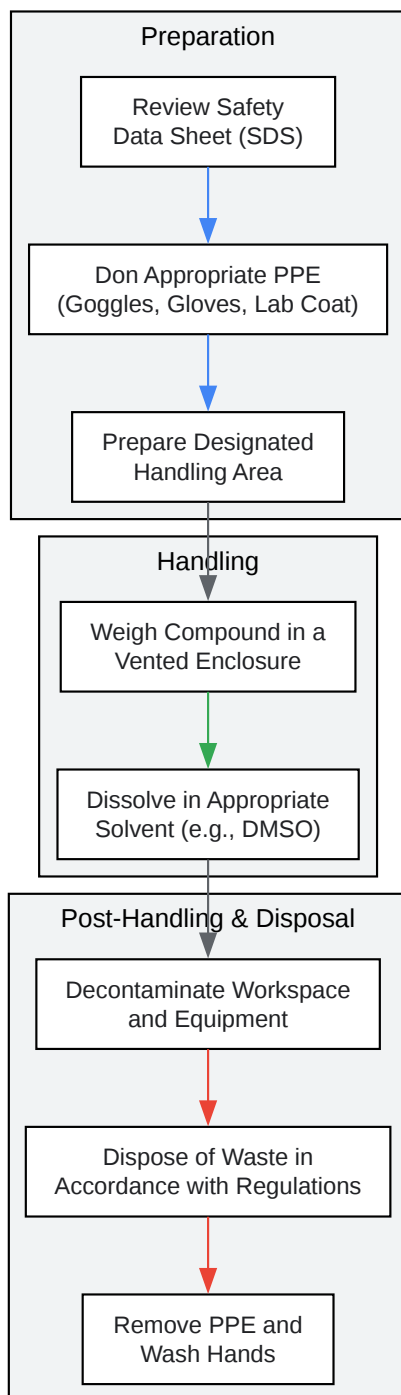 Preparation
Review Safety
Data Sheet (SDS)
Don Appropriate PPE
(Goggles, Gloves, Lab Coat)
Prepare Designated
Handling Area
Handling
Weigh Compound in a
Vented Enclosure
Dissolve in Appropriate
Solvent (e.g., DMSO)
Post-Handling & Disposal
Decontaminate Workspace
and Equipment
Dispose of Waste in
Accordance with Regulations
Remove PPE and
Wash Hands